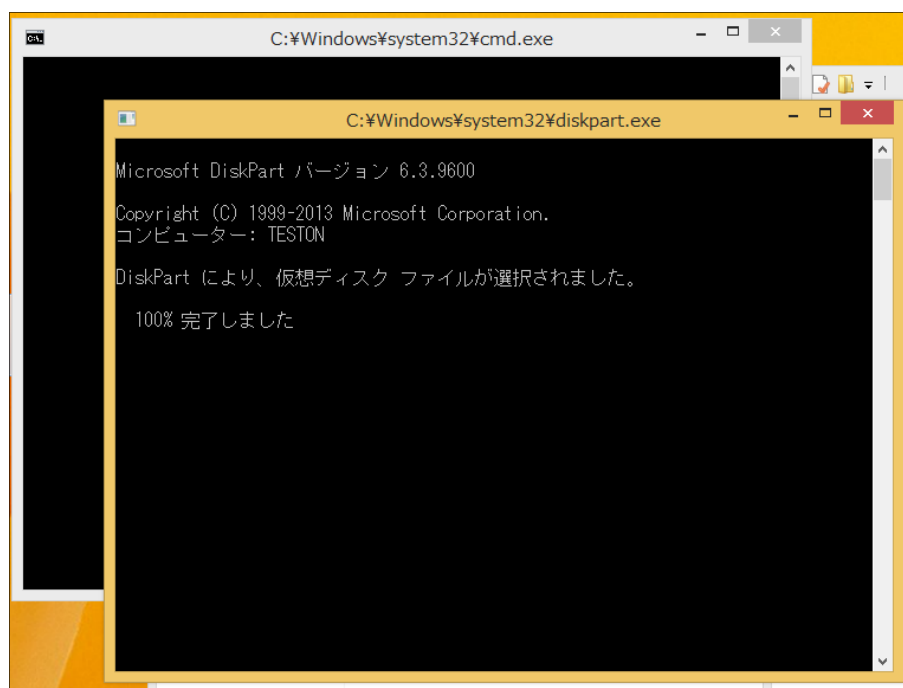 C:¥Windows¥system32¥cmd.exe
C:¥Windows¥system32¥diskpart.exe
Microsoft DiskPart バージョン 6.3.9600
Copyright (C) 1999-2013 Microsoft Corporation.
コンピューター: TESTON
DiskPart により、仮想ディスク ファイルが選択されました。
100% 完了しました